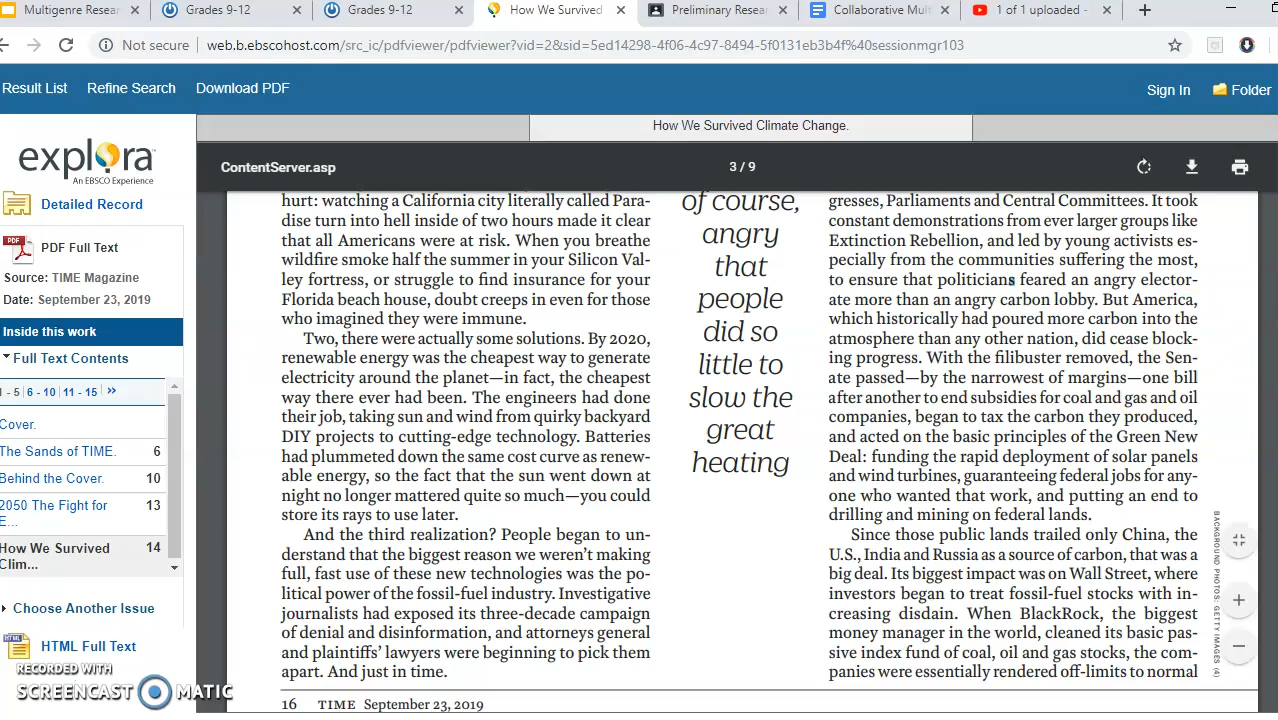 Multigenre Resear
Grades 9-12
Grades 9-12
How We Survived
Preliminary Resea
Collaborative Mult
1 of 1 uploaded -
Not secure
web.b.ebscohost.com/src_ic/pdfviewer/pdfviewer?vid=2&sid=5ed14298-4f06-4c97-8494-5f0131eb3b4f%40sessionmgr103
Result List
Refine Search
Download PDF
Sign In
Folder
How We Survived Climate Change.
explora
An EBSCO Experience
Detailed Record
PDF
PDF Full Text
Source: TIME Magazine
Date: September 23, 2019
Inside this work
Full Text Contents
1 - 5 | 6 - 10 | 11 - 15 | »
Cover.
The Sands of TIME. 6
Behind the Cover. 10
2050 The Fight for 13
E...
How We Survived 14
Clim...
Choose Another Issue
HTML
HTML Full Text
RECORDED WITH
SCREENCAST MATIC
ContentServer.asp
3 / 9
hurt: watching a California city literally called Para-
dise turn into hell inside of two hours made it clear
that all Americans were at risk. When you breathe
wildfire smoke half the summer in your Silicon Val-
ley fortress, or struggle to find insurance for your
Florida beach house, doubt creeps in even for those
who imagined they were immune.
Two, there were actually some solutions. By 2020,
renewable energy was the cheapest way to generate
electricity around the planet—in fact, the cheapest
way there ever had been. The engineers had done
their job, taking sun and wind from quirky backyard
DIY projects to cutting-edge technology. Batteries
had plummeted down the same cost curve as renew-
able energy, so the fact that the sun went down at
night no longer mattered quite so much—you could
store its rays to use later.
And the third realization? People began to un-
derstand that the biggest reason we weren't making
full, fast use of these new technologies was the po-
litical power of the fossil-fuel industry. Investigative
journalists had exposed its three-decade campaign
of denial and disinformation, and attorneys general
and plaintiffs' lawyers were beginning to pick them
apart. And just in time.
of course,
angry
that
people
did so
little to
slow the
great
heating
gresses, Parliaments and Central Committees. It took
constant demonstrations from ever larger groups like
Extinction Rebellion, and led by young activists es-
pecially from the communities suffering the most,
to ensure that politicians feared an angry elector-
ate more than an angry carbon lobby. But America,
which historically had poured more carbon into the
atmosphere than any other nation, did cease block-
ing progress. With the filibuster removed, the Sen-
ate passed—by the narrowest of margins—one bill
after another to end subsidies for coal and gas and oil
companies, began to tax the carbon they produced,
and acted on the basic principles of the Green New
Deal: funding the rapid deployment of solar panels
and wind turbines, guaranteeing federal jobs for any-
one who wanted that work, and putting an end to
drilling and mining on federal lands.
Since those public lands trailed only China, the
U.S., India and Russia as a source of carbon, that was a
big deal. Its biggest impact was on Wall Street, where
investors began to treat fossil-fuel stocks with in-
creasing disdain. When BlackRock, the biggest
money manager in the world, cleaned its basic pas-
sive index fund of coal, oil and gas stocks, the com-
panies were essentially rendered off-limits to normal
BACKGROUND PHOTOS: GETTY IMAGES (4)
16 TIME September 23, 2019